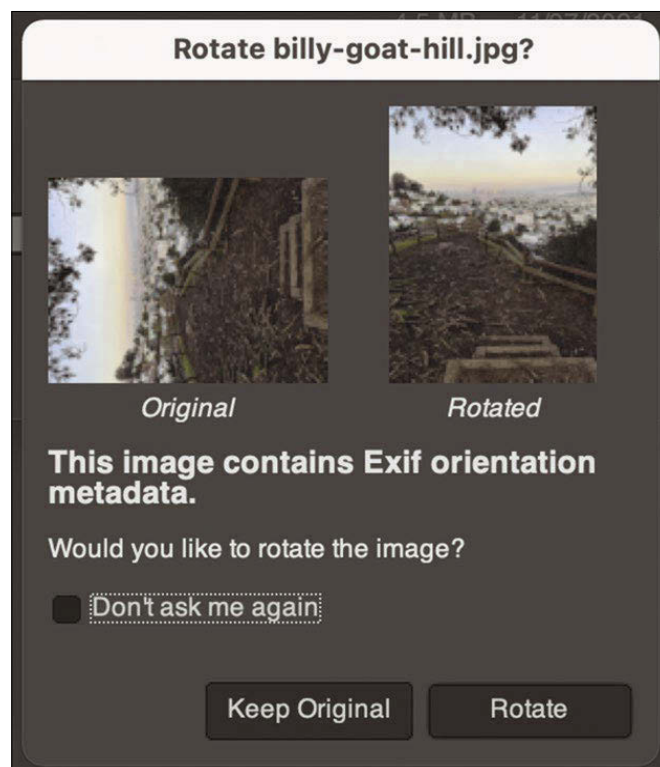 Rotate billy-goat-hill.jpg?
Original
Rotated
This image contains Exif orientation
metadata.
Would you like to rotate the image?
Don't ask me again
Keep Original
Rotate